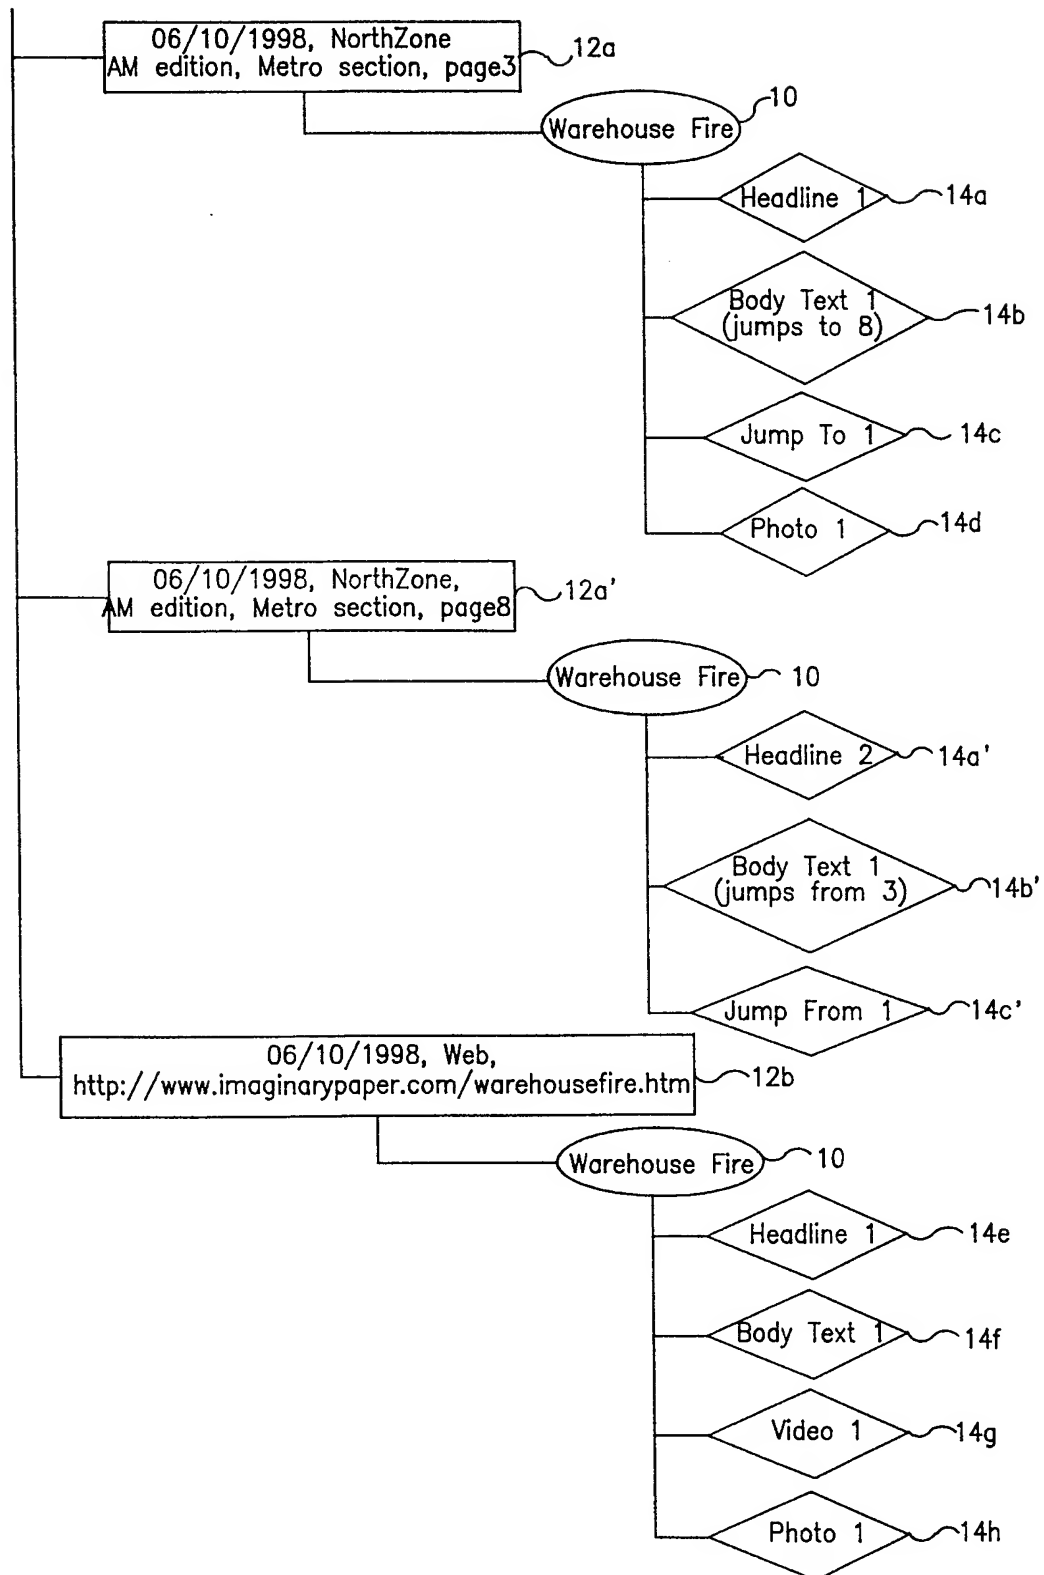 06/10/1998, NorthZone
AM edition, Metro section, page3
12a
Warehouse Fire
10
Headline 1
14a
Body Text 1
(jumps to 8)
14b
Jump To 1
14c
Photo 1
14d
06/10/1998, NorthZone,
AM edition, Metro section, page8
12a'
Warehouse Fire
10
Headline 2
14a'
Body Text 1
(jumps from 3)
14b'
Jump From 1
14c'
06/10/1998, Web,
http://www.imaginarypaper.com/warehousefire.htm
12b
Warehouse Fire
10
Headline 1
14e
Body Text 1
14f
Video 1
14g
Photo 1
14h